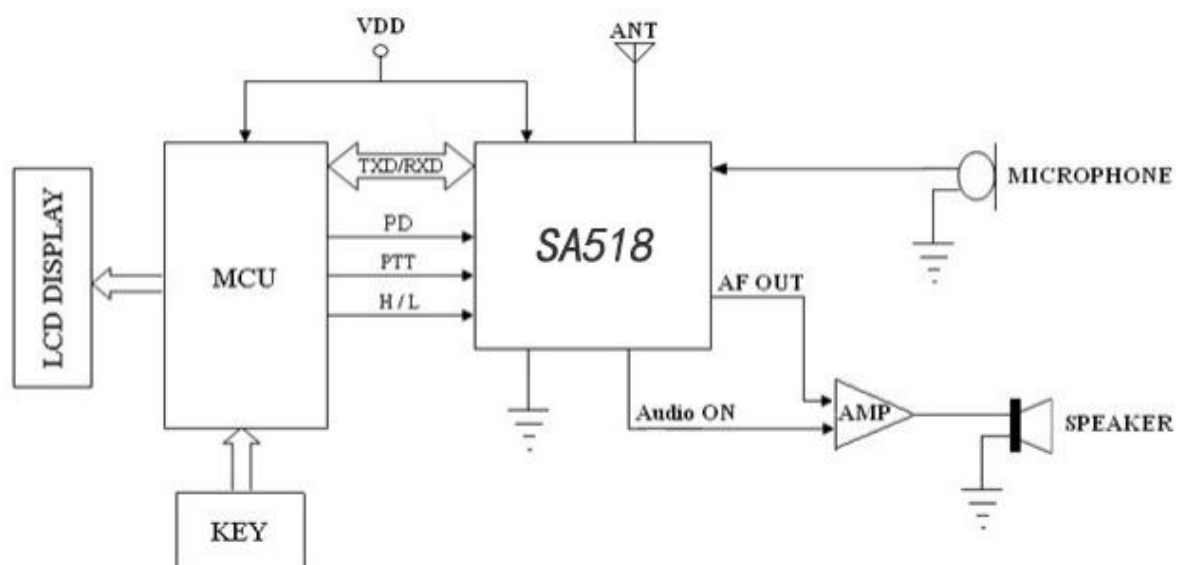 VDD
ANT
TXD/RXD
MICROPHONE
PD
SA518
LCD DISPLAY
MCU
PTT
AF OUT
H / L
Audio ON
AMP
SPEAKER
KEY